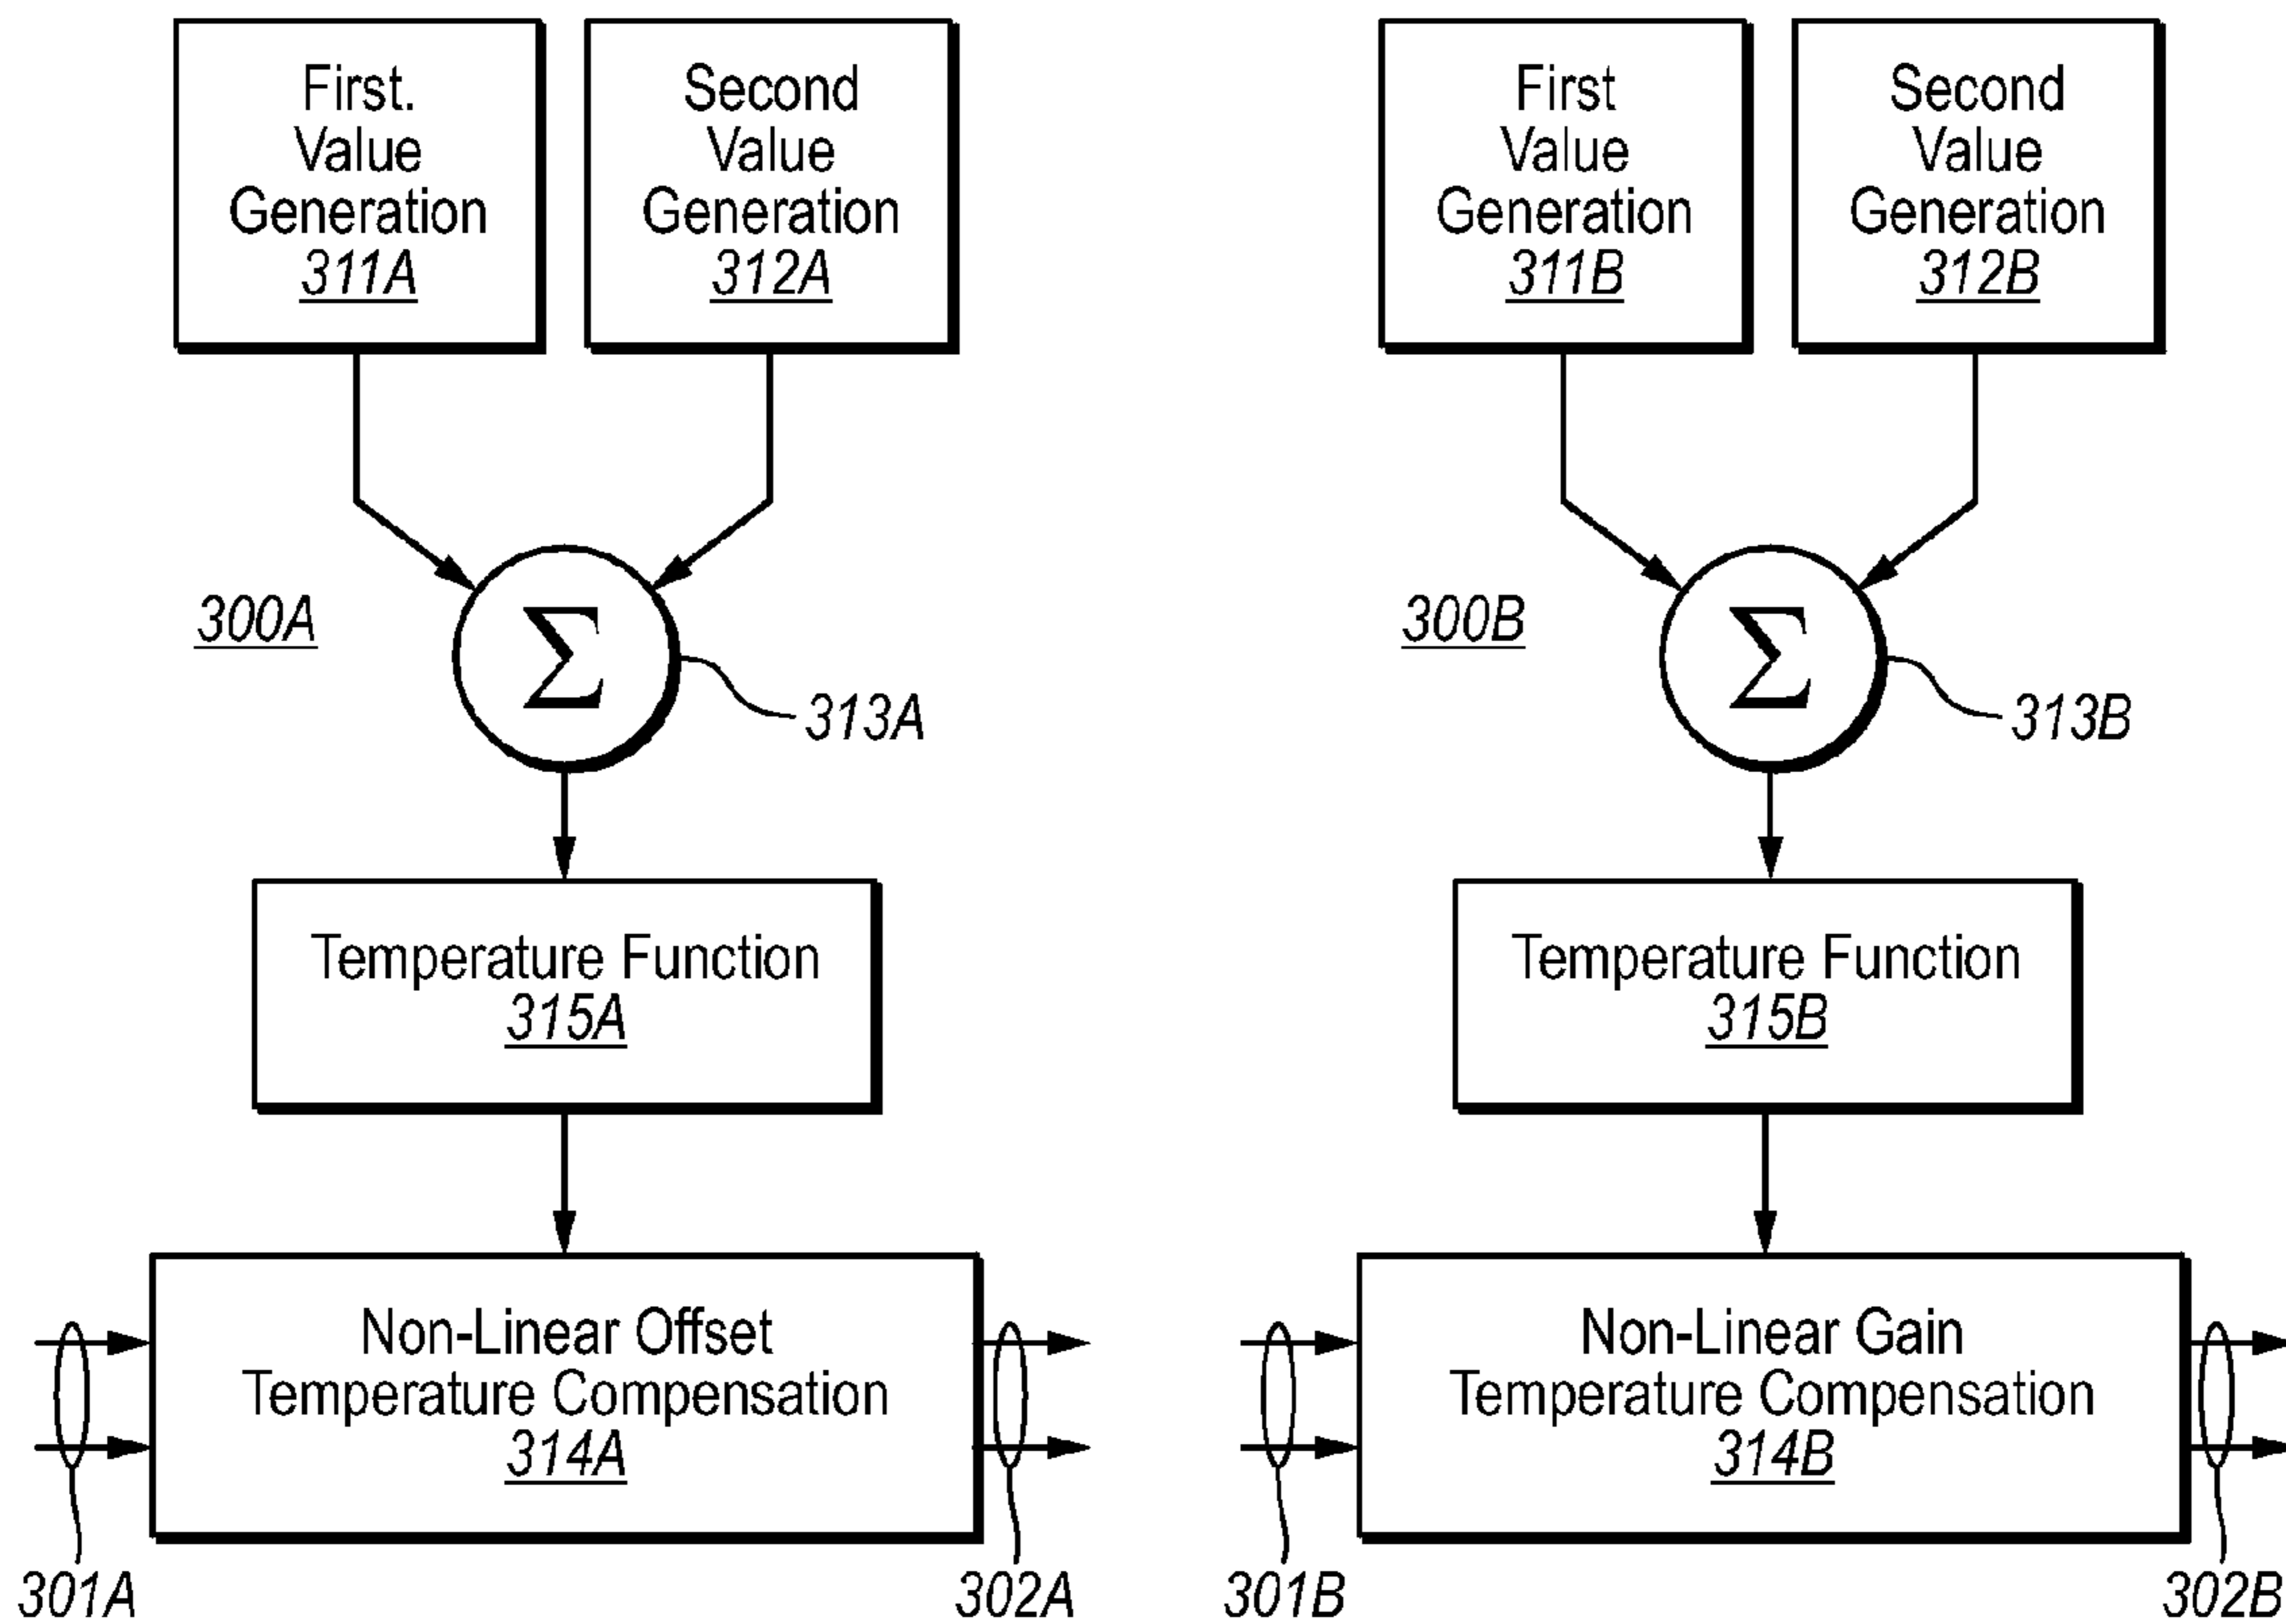 First.
Value
Generation
311A
Second
Value
Generation
312A
300A
Σ
313A
Temperature Function
315A
Non-Linear Offset
Temperature Compensation
314A
301A
302A
First
Value
Generation
311B
Second
Value
Generation
312B
300B
Σ
313B
Temperature Function
315B
Non-Linear Gain
Temperature Compensation
314B
301B
302B